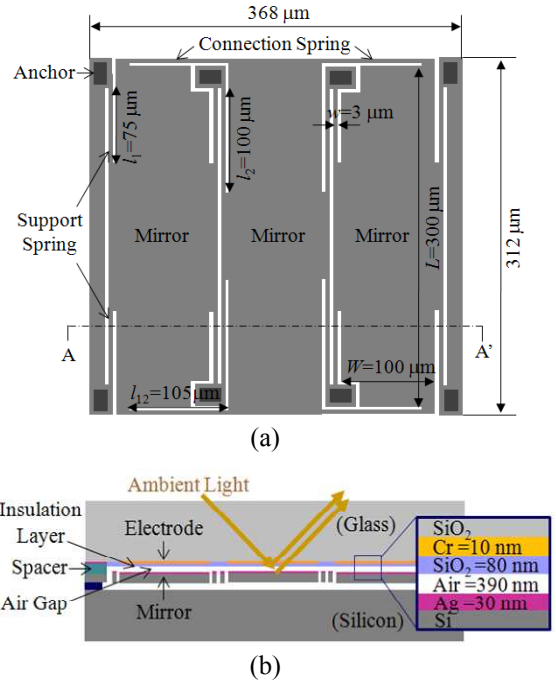 368 μm
Connection Spring
Anchor
l1=75 μm
l2=100 μm
w=3 μm
Support
Spring
Mirror
Mirror
Mirror
L=300 μm
312 μm
A
A'
W=100 μm
l12=105μm
(a)
Ambient Light
Insulation
Layer
Electrode
(Glass)
Spacer
Air Gap
Mirror
(Silicon)
SiO2
Cr =10 nm
SiO2=80 nm
Air=390 nm
Ag =30 nm
Si
(b)